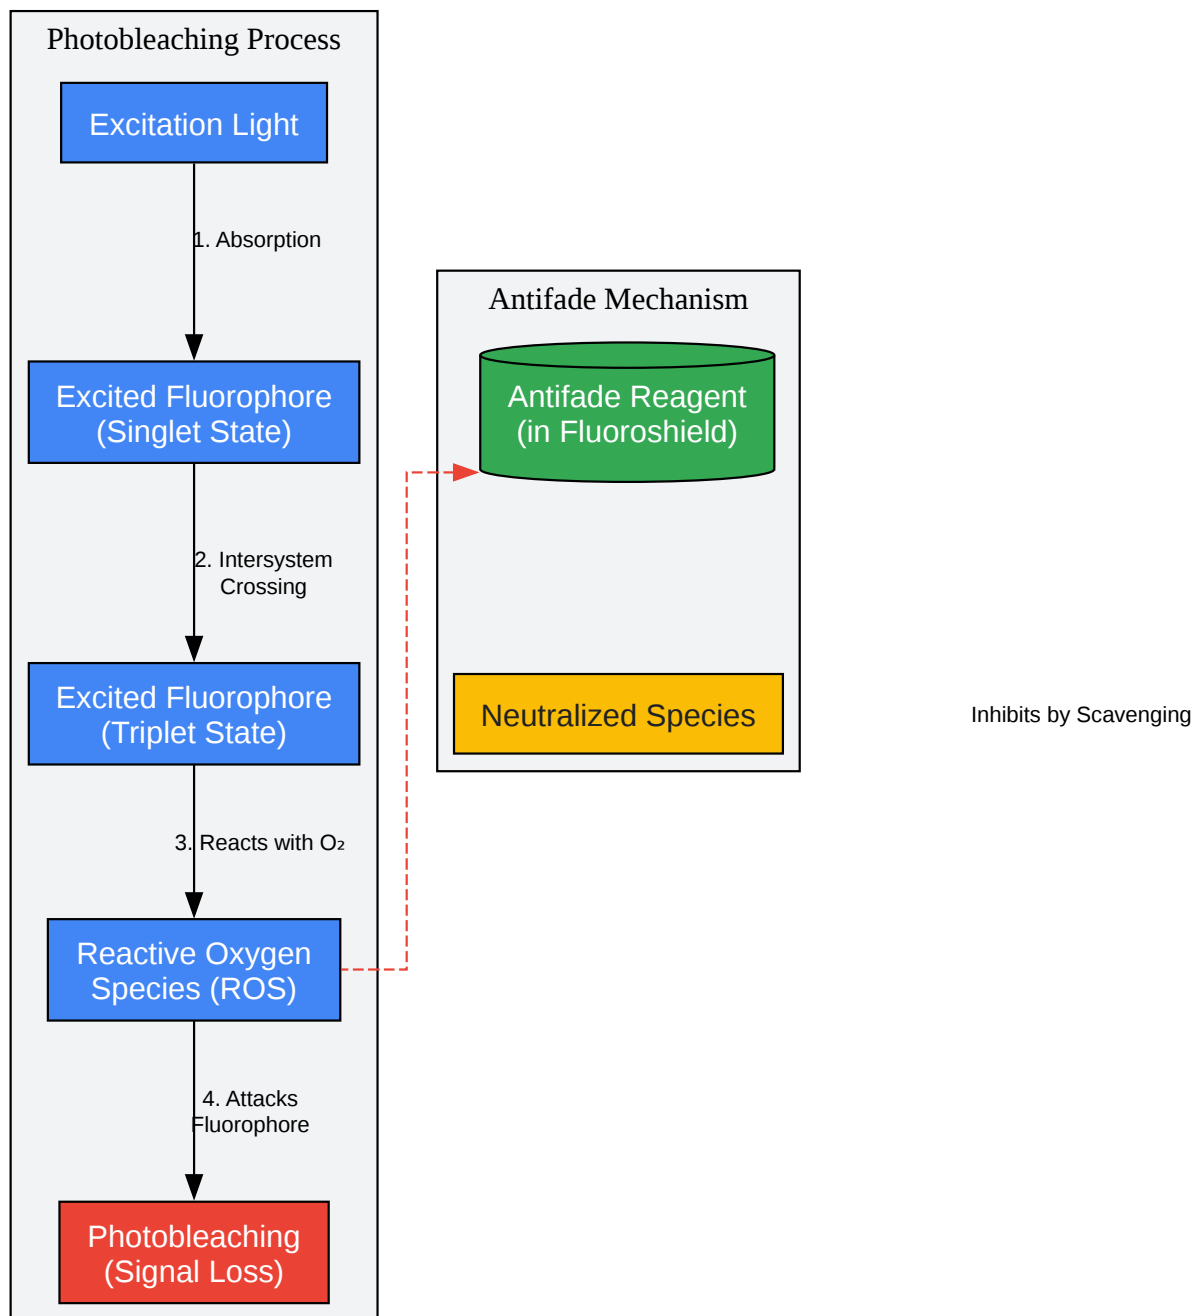 Photobleaching Process
Excitation Light
1. Absorption
Excited Fluorophore
(Singlet State)
2. Intersystem
Crossing
Excited Fluorophore
(Triplet State)
3. Reacts with O₂
Reactive Oxygen
Species (ROS)
4. Attacks
Fluorophore
Photobleaching
(Signal Loss)
Antifade Mechanism
Antifade Reagent
(in Fluoroshield)
Neutralized Species
Inhibits by Scavenging